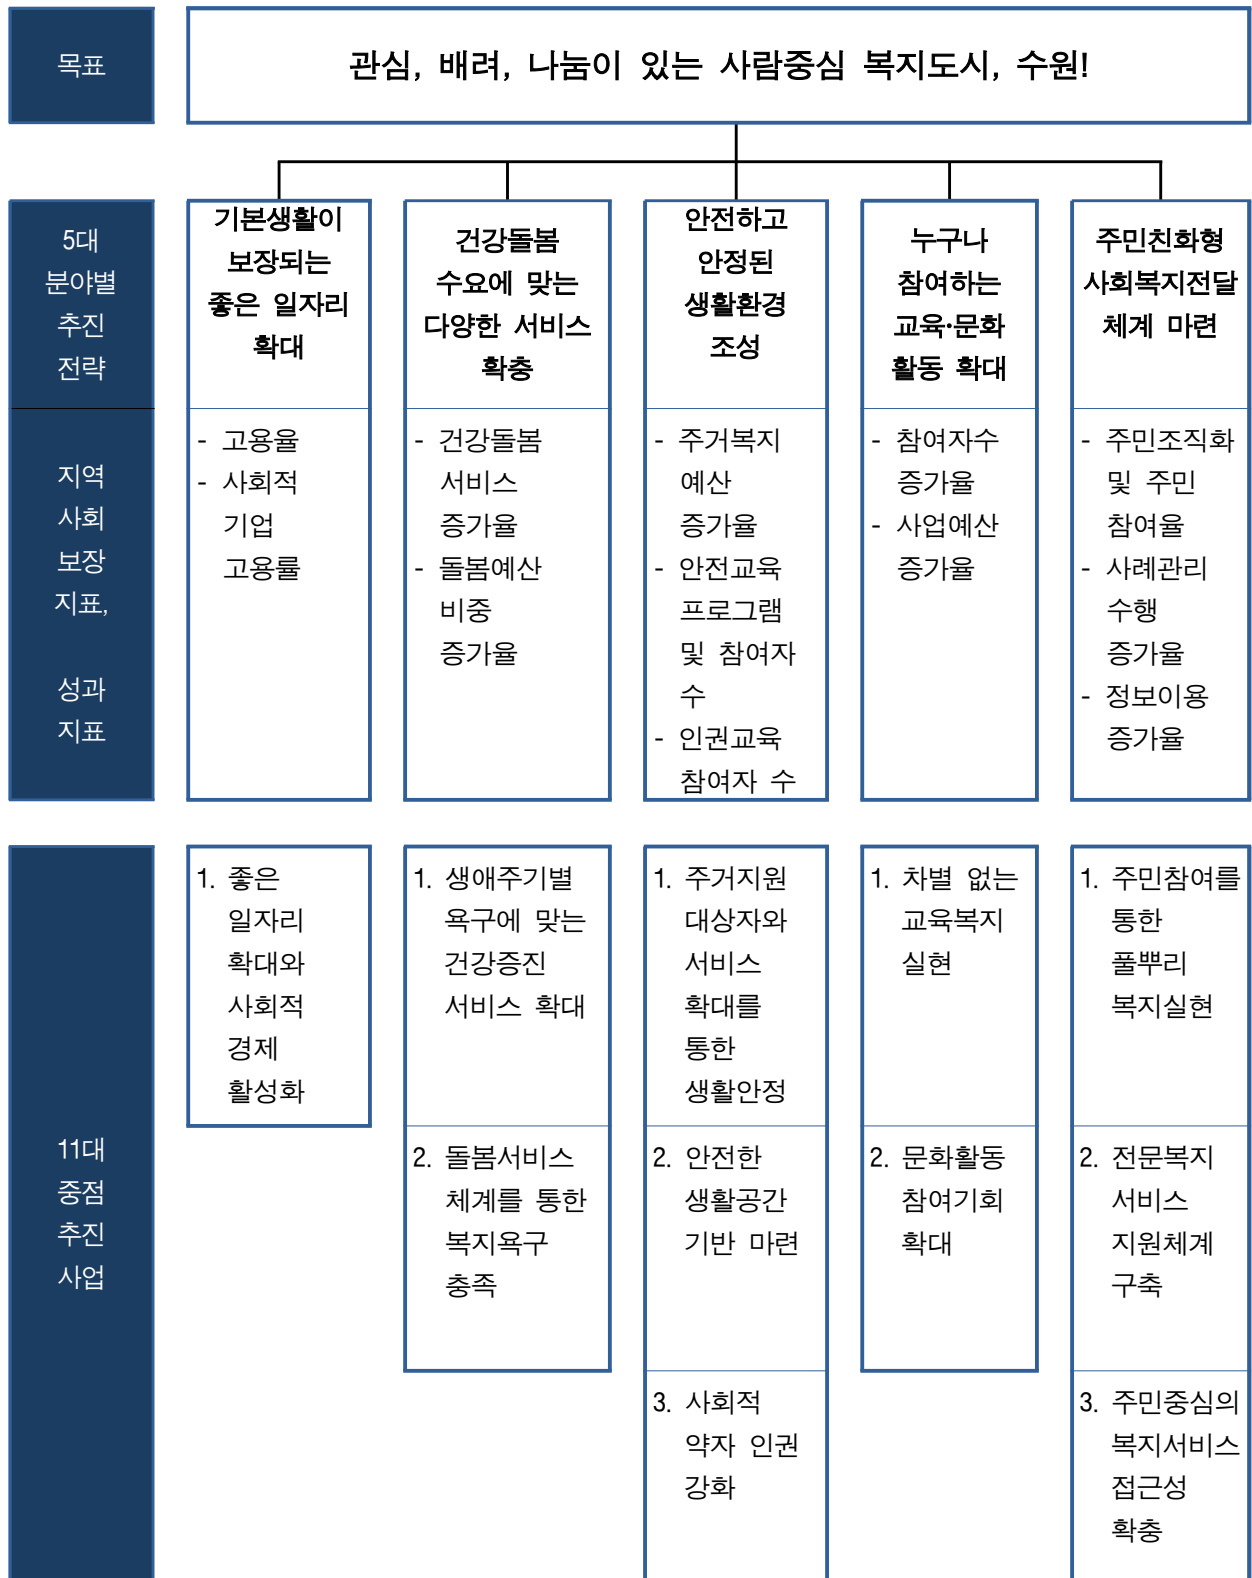 목표
관심, 배려, 나눔이 있는 사람중심 복지도시, 수원!
5대
분야별
추진
전략
기본생활이
보장되는
좋은 일자리
확대
건강돌봄
수요에 맞는
다양한 서비스
확충
안전하고
안정된
생활환경
조성
누구나
참여하는
교육·문화
활동 확대
주민친화형
사회복지전달
체계 마련
지역
사회
보장
지표,
성과
지표
- 고용율
- 사회적
기업
고용률
- 건강돌봄
서비스
증가율
- 돌봄예산
비중
증가율
- 주거복지
예산
증가율
- 안전교육
프로그램
및 참여자
수
- 인권교육
참여자 수
- 참여자수
증가율
- 사업예산
증가율
- 주민조직화
및 주민
참여율
- 사례관리
수행
증가율
- 정보이용
증가율
11대
중점
추진
사업
1. 좋은
일자리
확대와
사회적
경제
활성화
1. 생애주기별
욕구에 맞는
건강증진
서비스 확대
2. 돌봄서비스
체계를 통한
복지욕구
충족
1. 주거지원
대상자와
서비스
확대를
통한
생활안정
2. 안전한
생활공간
기반 마련
3. 사회적
약자 인권
강화
1. 차별 없는
교육복지
실현
2. 문화활동
참여기회
확대
1. 주민참여를
통한
풀뿌리
복지실현
2. 전문복지
서비스
지원체계
구축
3. 주민중심의
복지서비스
접근성
확충